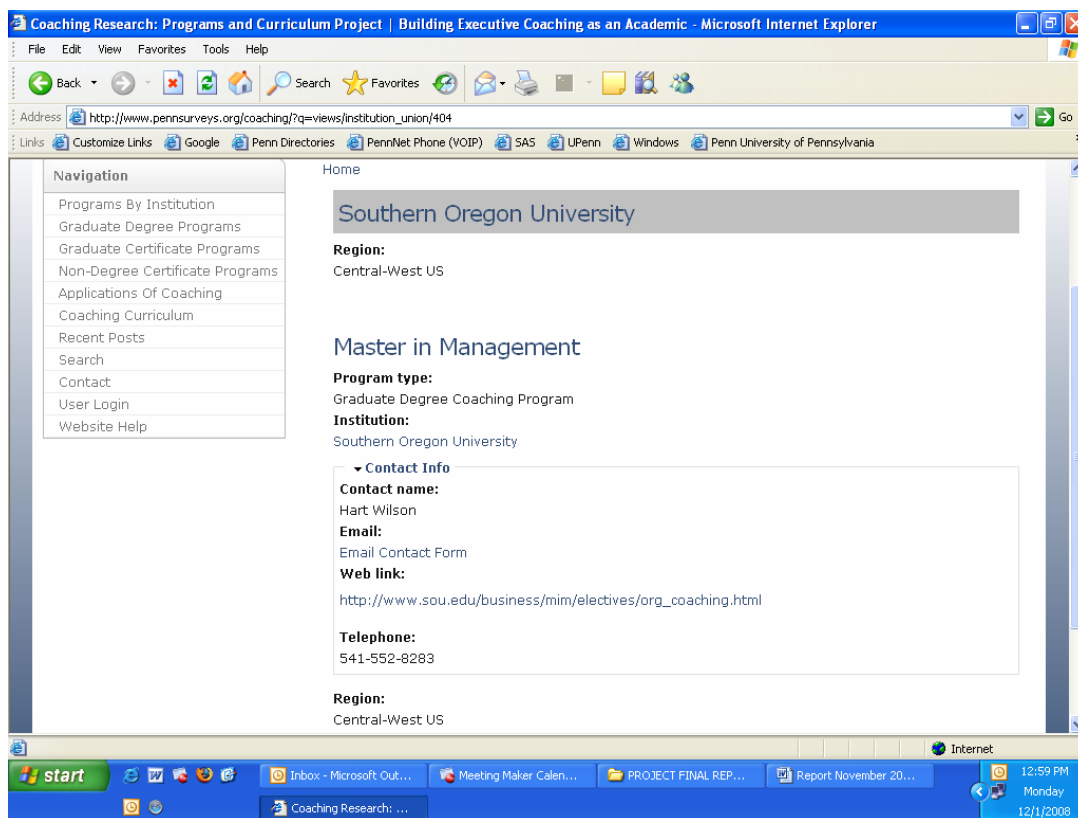 Coaching Research: Programs and Curriculum Project | Building Executive Coaching as an Academic - Microsoft Internet Explorer
File Edit View Favorites Tools Help
Back Search Favorites
Address http://www.pennsurveys.org/coaching/?q=views/institution_union/404 Go
Links Customize Links Google Penn Directories PennNet Phone (VOIP) SAS UPenn Windows Penn University of Pennsylvania
Navigation
Programs By Institution
Graduate Degree Programs
Graduate Certificate Programs
Non-Degree Certificate Programs
Applications Of Coaching
Coaching Curriculum
Recent Posts
Search
Contact
User Login
Website Help
Home
Southern Oregon University
Region:
Central-West US
Master in Management
Program type:
Graduate Degree Coaching Program
Institution:
Southern Oregon University
Contact Info
Contact name:
Hart Wilson
Email:
Email Contact Form
Web link:
http://www.sou.edu/business/mim/electives/org_coaching.html
Telephone:
541-552-8283
Region:
Central-West US
Internet
start Inbox - Microsoft Out... Meeting Maker Calen... PROJECT FINAL REP... Report November 20... 12:59 PM
Monday
Coaching Research: ... 12/1/2008